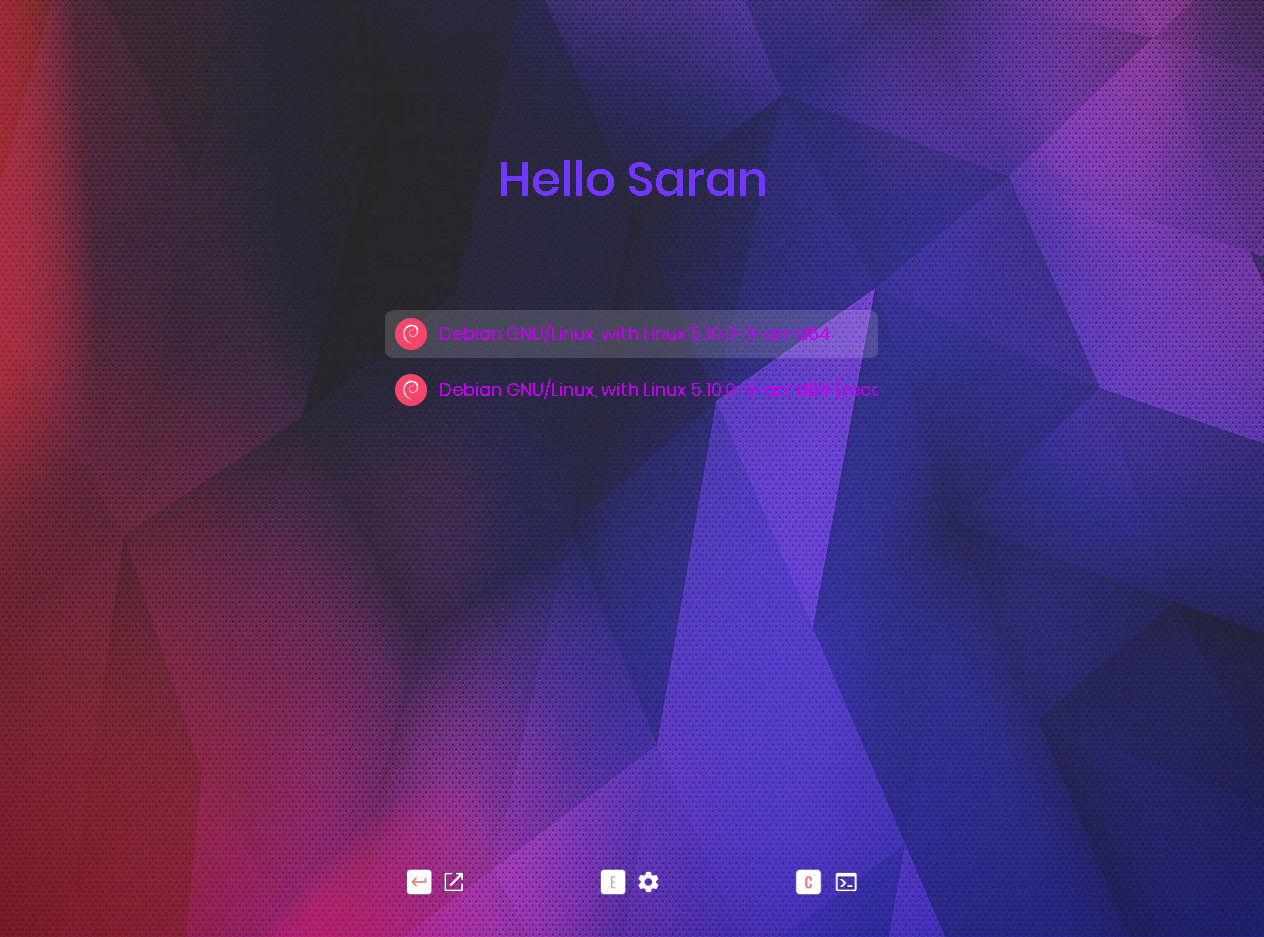 Hello Saran
Debian GNU/Linux, with Linux 5.10.0-9-amd64
Debian GNU/Linux, with Linux 5.10.0-9-amd64 (reco
E
C